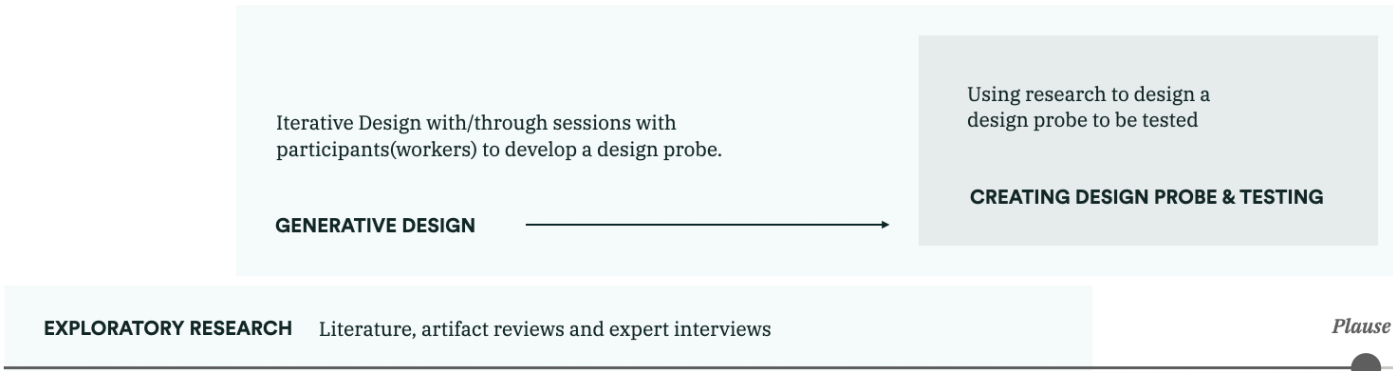 Using research to design a
design probe to be tested
Iterative Design with/through sessions with
participants(workers) to develop a design probe.
CREATING DESIGN PROBE & TESTING
GENERATIVE DESIGN
EXPLORATORY RESEARCH Literature, artifact reviews and expert interviews
Plause